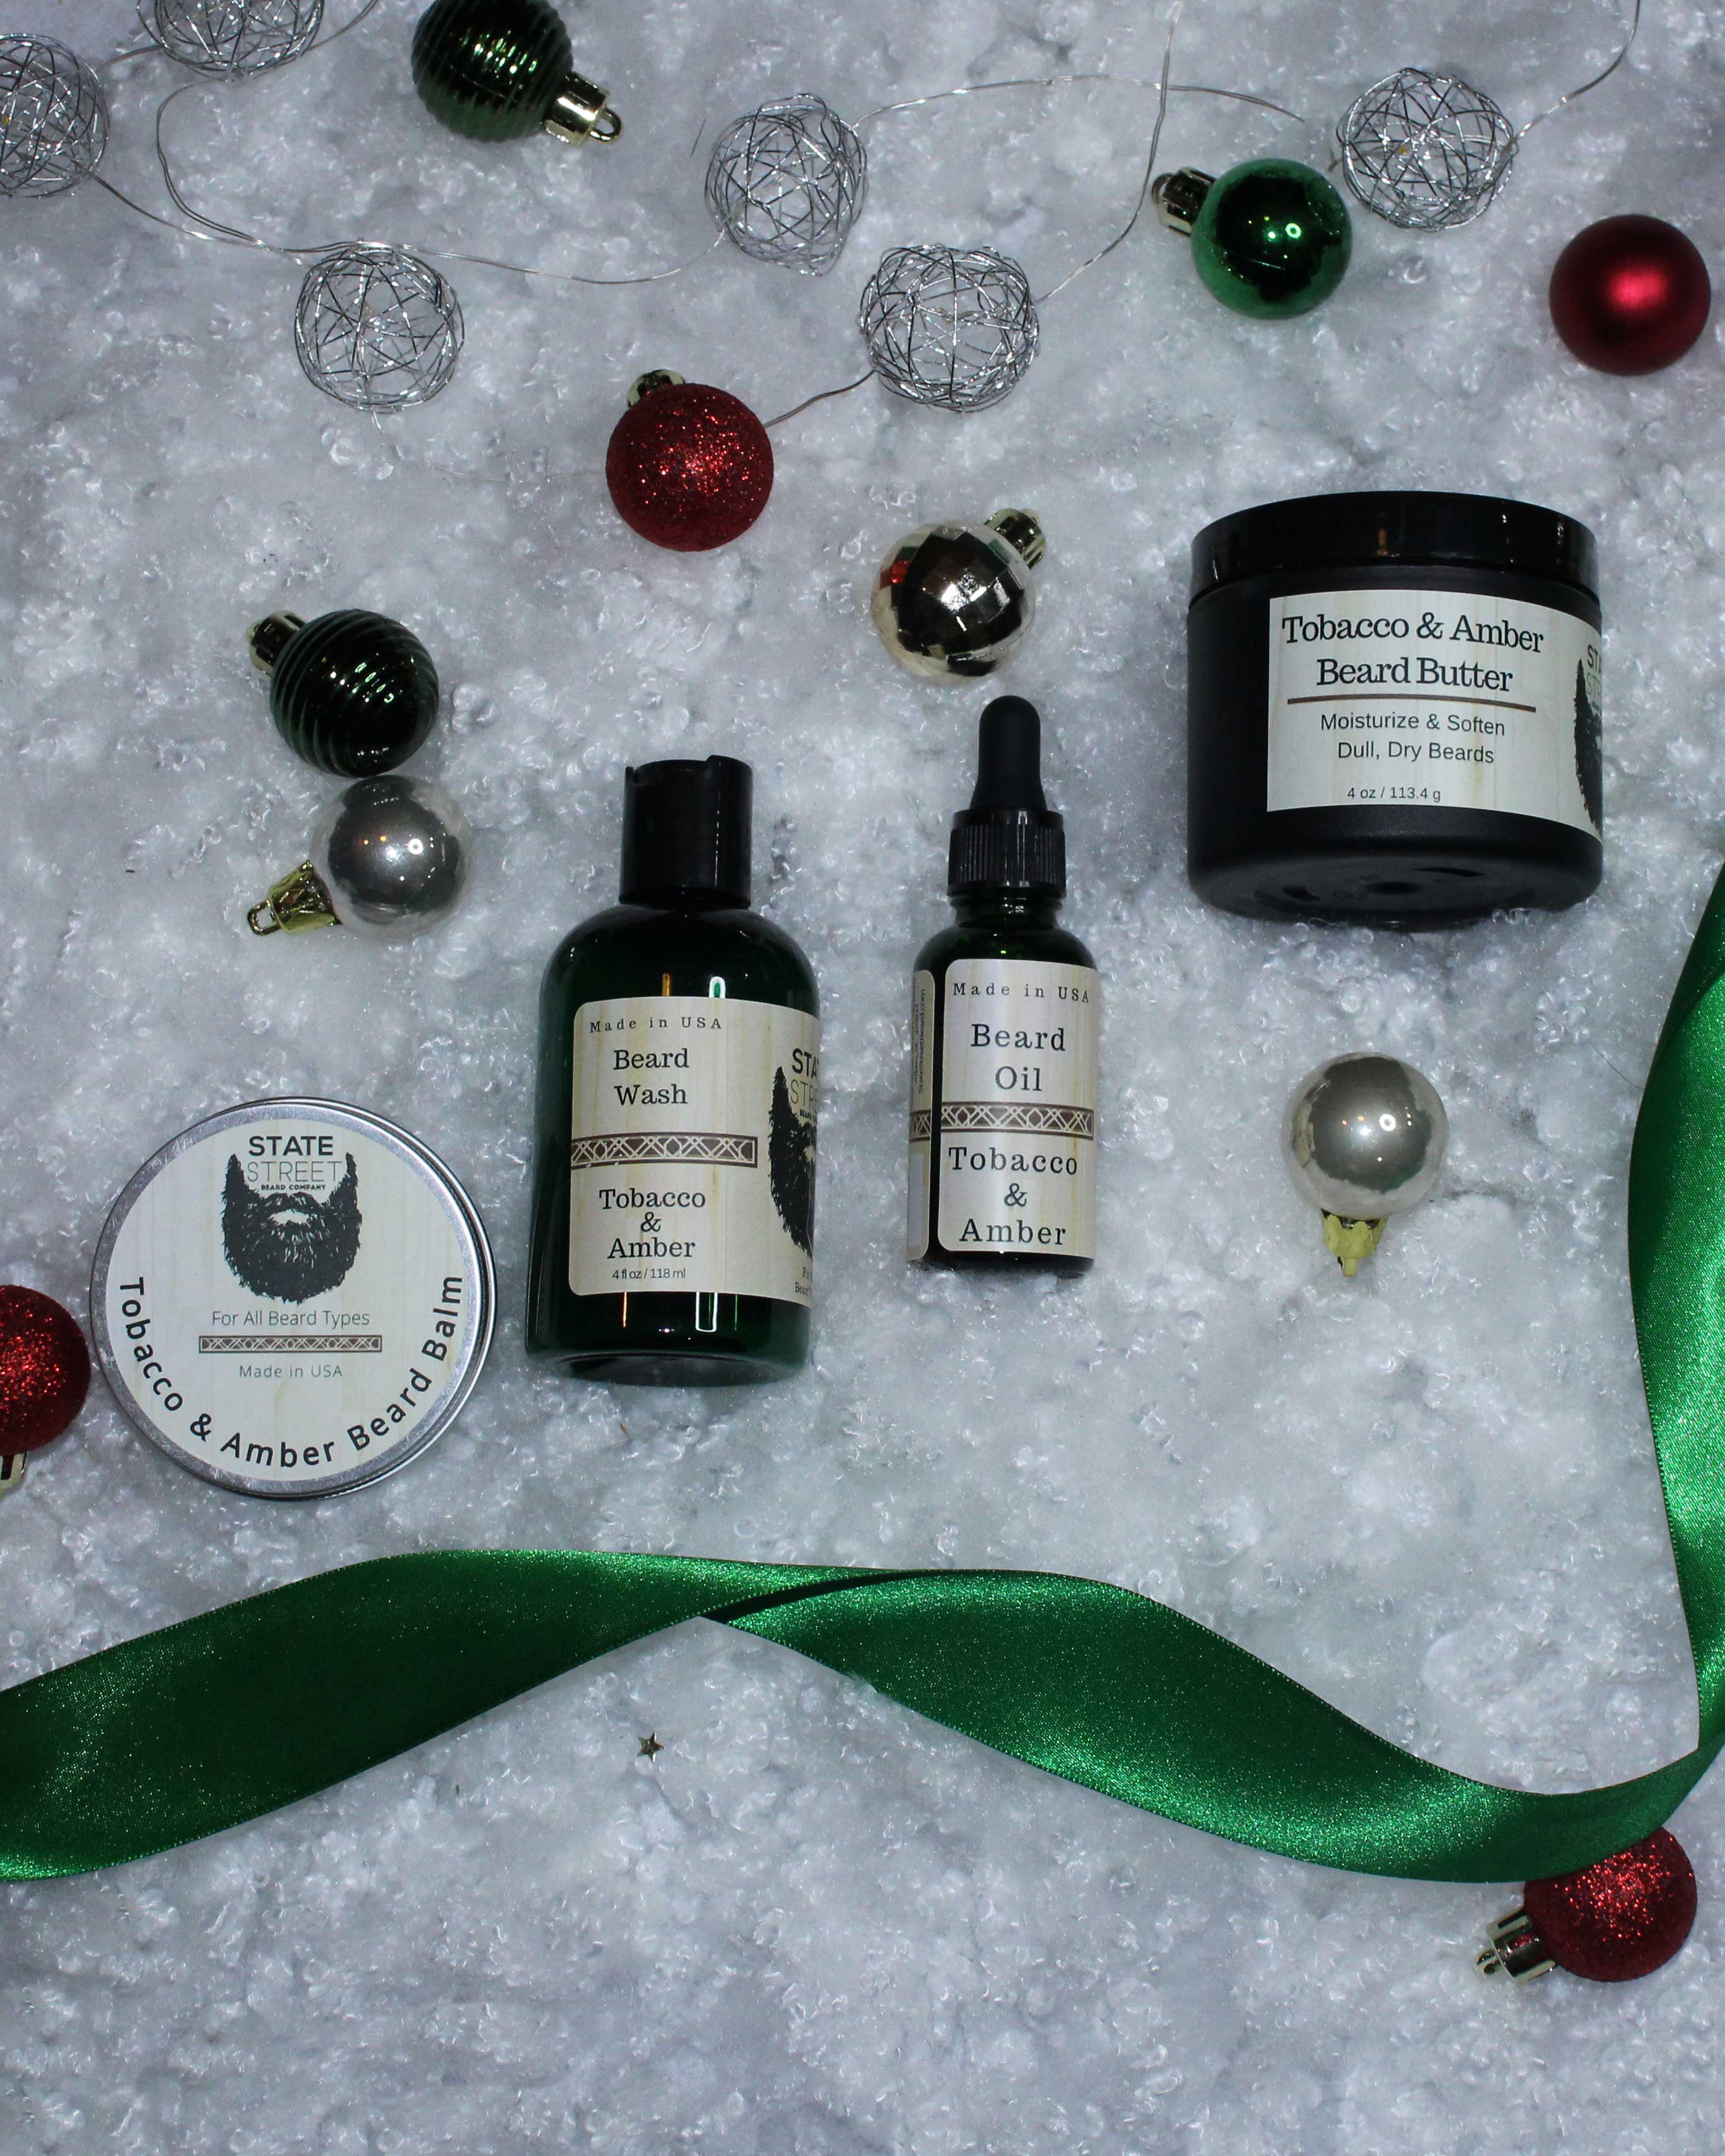 Tobacco & Amber
Beard Butter
Moisturize & Soften
Dull, Dry Beards
4 oz / 113.4 g
Made in USA
Beard
Oil
Tobacco
&
Amber
Made in USA
Beard
Wash
Tobacco
&
Amber
4 fl oz / 118 ml
STATE
STREET
BEARD COMPANY
For All Beard Types
Made in USA
Tobacco & Amber Beard Balm